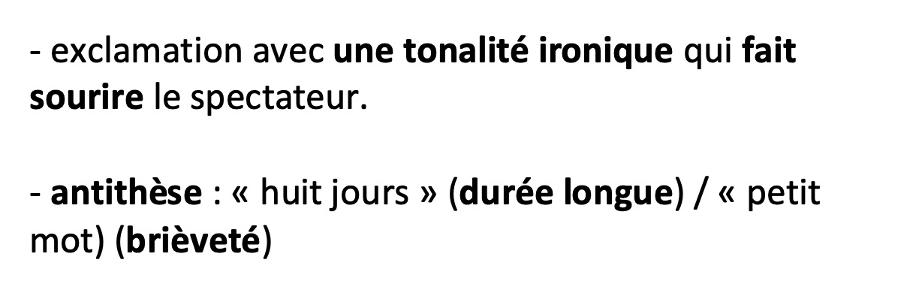 - exclamation avec une tonalité ironique qui fait
sourire le spectateur.
- antithèse : « huit jours » (durée longue) / « petit
mot) (brièveté)